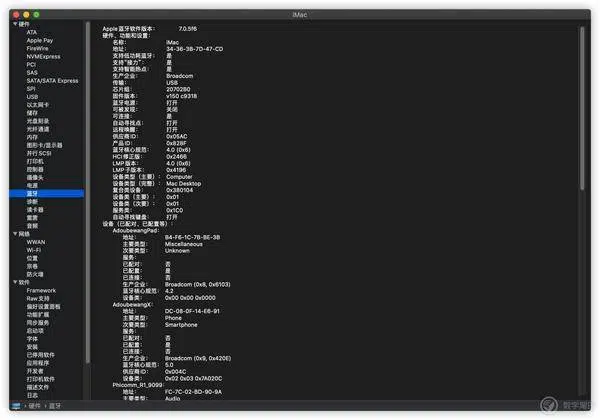 iMac
硬件
ATA
Apple Pay
FireWire
NVMExpress
PCI
SAS
SATA/SATA Express
SPI
USB
以太网卡
储存
光盘刻录
光纤通道
内存
图形卡/显示器
并行 SCSI
打印机
控制器
摄像头
电源
蓝牙
诊断
读卡器
雷雳
音频
网络
WWAN
Wi-Fi
位置
宗卷
防火墙
软件
Framework
Raw 支持
偏好设置面板
功能扩展
同步服务
启动项
字体
安装
已停用软件
应用程序
开发者
打印机软件
描述文件
日志
Apple 蓝牙软件版本： 7.0.5f6
硬件、功能和设置：
名称： iMac
地址： 34-36-3B-7D-47-CD
支持低功耗蓝牙： 是
支持“接力”： 是
支持智能热点： 是
生产企业： Broadcom
传输： USB
芯片组： 20702B0
固件版本： v150 c9318
蓝牙电源： 打开
可被发现： 关闭
可连接： 是
自动寻找点： 打开
远程唤醒： 打开
供应商ID： 0x05AC
产品ID： 0x828F
蓝牙核心规范： 4.0 (0x6)
HCI 修正版： 0x2466
LMP 版本： 4.0 (0x6)
LMP 子版本： 0x4196
设备类型（主要）： Computer
设备类型（完整）： Mac Desktop
复合类设备： 0x380104
设备类（主要）： 0x01
设备类（次要）： 0x01
服务类： 0x1C0
自动寻找键盘： 打开
设备（已配对、已配置等）：
AdoubewangPad:
地址： B4-F6-1C-7B-BE-3B
主要类型： Miscellaneous
次要类型： Unknown
服务：
已配对： 否
已配置： 是
已连接： 否
生产企业： Broadcom (0x8, 0x6103)
蓝牙核心规范： 4.2
设备类： 0x00 0x00 0x0000
AdoubewangX:
地址： DC-08-0F-14-E6-91
主要类型： Phone
次要类型： Smartphone
服务：
已配对： 否
已配置： 是
已连接： 否
生产企业： Broadcom (0x9, 0x420E)
蓝牙核心规范： 5.0
供应商ID： 0x004C
设备类： 0x02 0x03 0x7A020C
Phicomm_R1_9099:
地址： FC-7C-02-BD-90-9A
主要类型： Audio
硬件 › 蓝牙